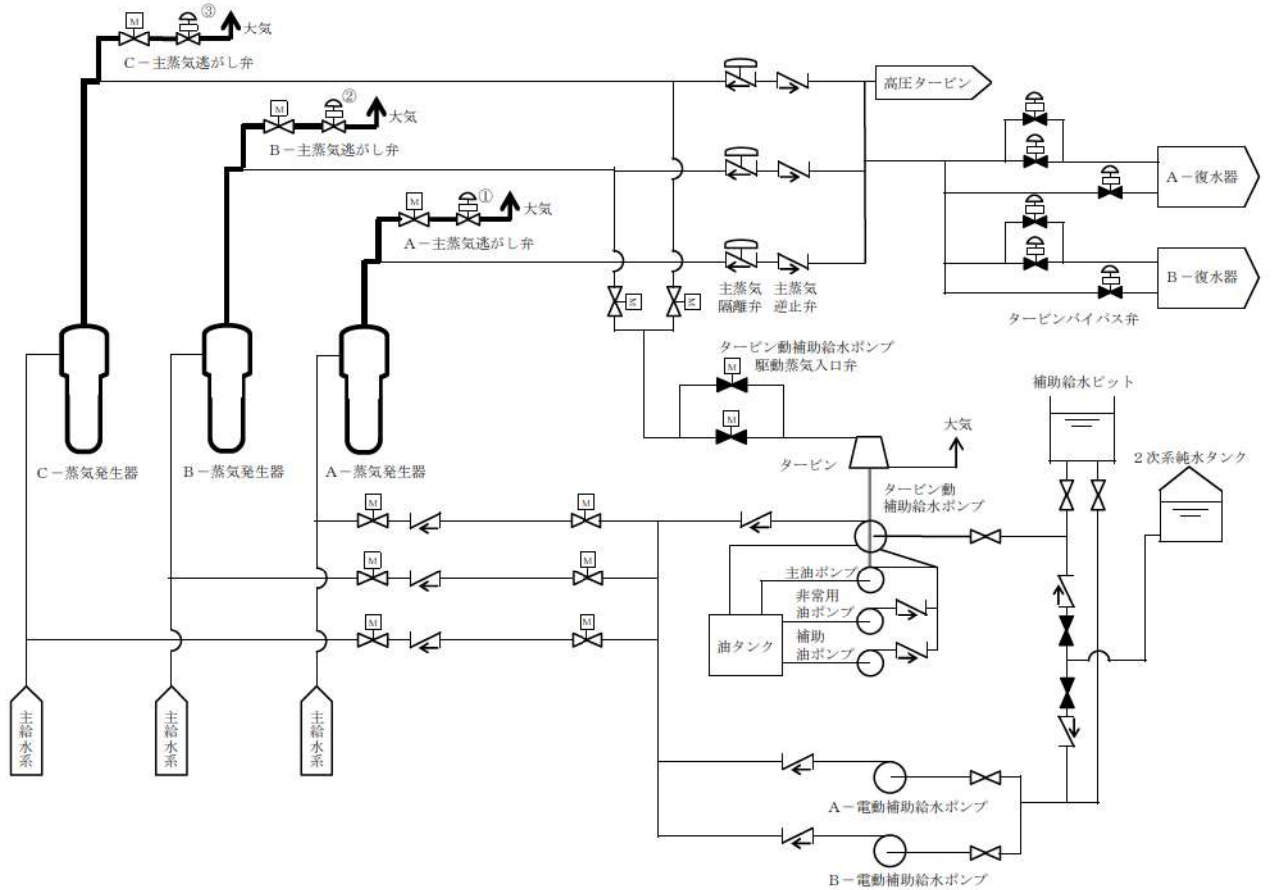 ③
M
大気
C-主蒸気逃がし弁
高圧タービン
②
M
大気
B-主蒸気逃がし弁
A-復水器
①
M
大気
A-主蒸気逃がし弁
B-復水器
主蒸気
隔離弁
主蒸気
逆止弁
M
M
タービンバイパス弁
タービン動補助給水ポンプ
駆動蒸気入口弁
M
M
補助給水ピット
大気
タービン
2次系純水タンク
C-蒸気発生器
B-蒸気発生器
A-蒸気発生器
タービン動
補助給水ポンプ
M
M
M
M
M
M
主油ポンプ
非常用
油ポンプ
補助
油ポンプ
油タンク
主給水系
主給水系
主給水系
A-電動補助給水ポンプ
B-電動補助給水ポンプ